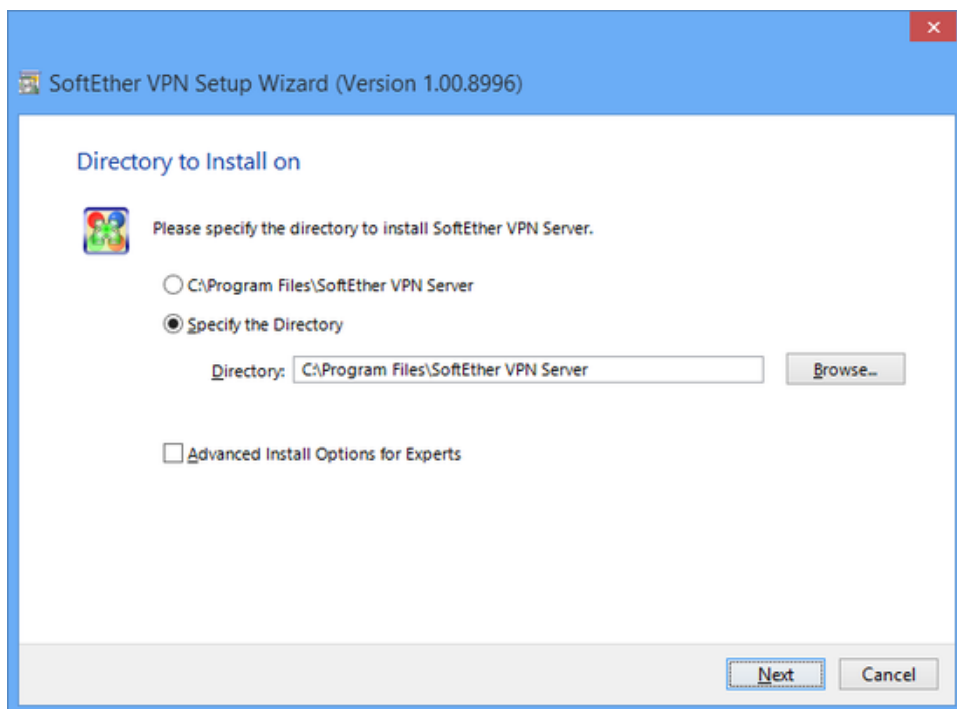 SoftEther VPN Setup Wizard (Version 1.00.8996)
Directory to Install on
Please specify the directory to install SoftEther VPN Server.
C:\Program Files\SoftEther VPN Server
Specify the Directory
Directory: C:\Program Files\SoftEther VPN Server Browse...
Advanced Install Options for Experts
Next Cancel